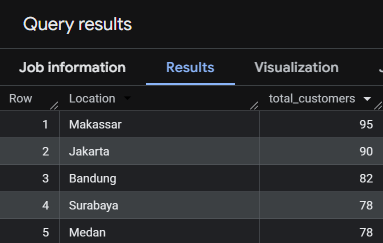 Query results
Job information Results Visualization
Row Location total_customers
1 Makassar 95
2 Jakarta 90
3 Bandung 82
4 Surabaya 78
5 Medan 78